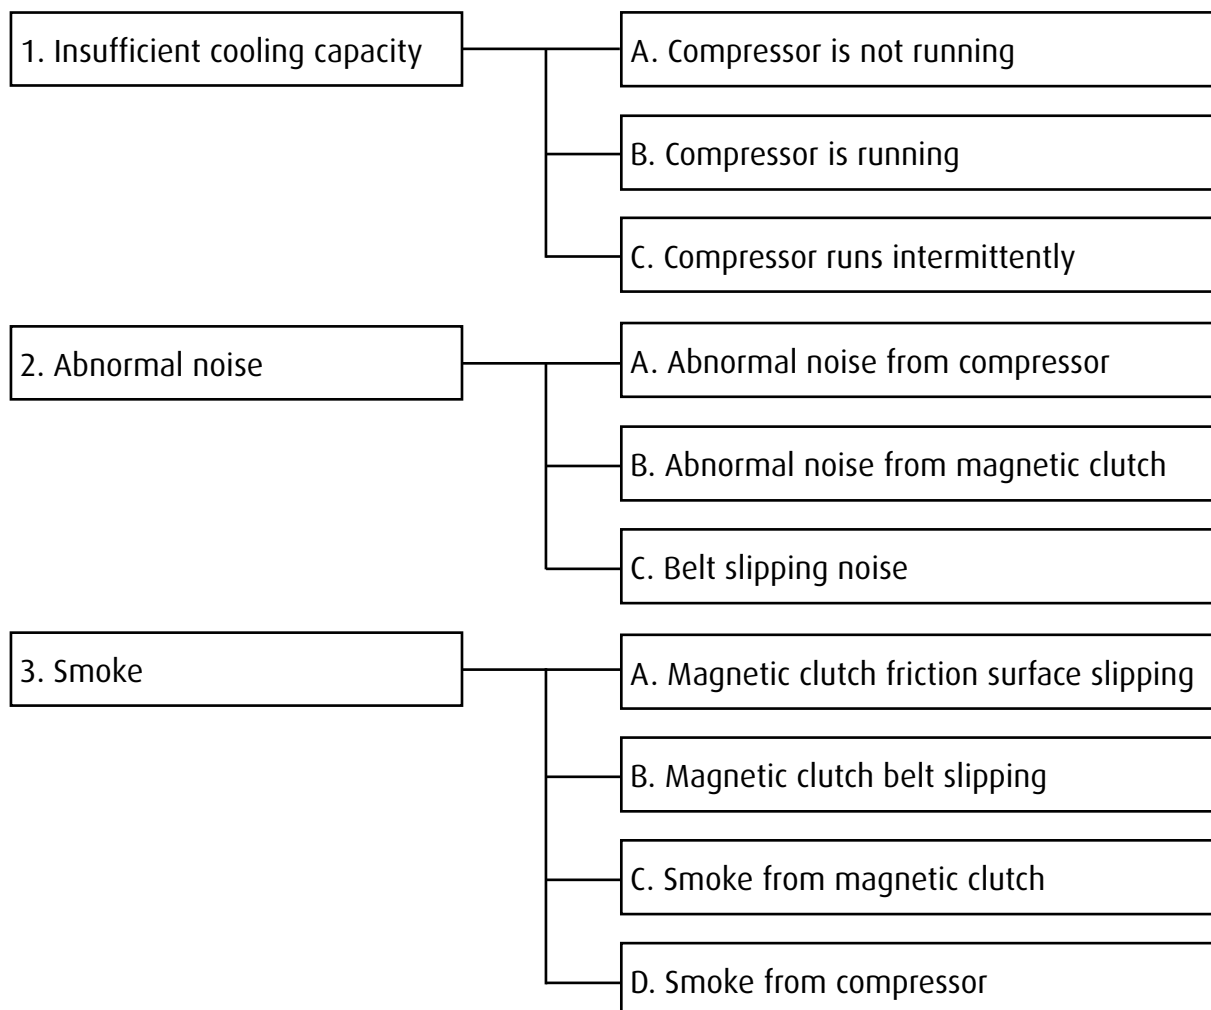 1. Insufficient cooling capacity
A. Compressor is not running
B. Compressor is running
C. Compressor runs intermittently
2. Abnormal noise
A. Abnormal noise from compressor
B. Abnormal noise from magnetic clutch
C. Belt slipping noise
3. Smoke
A. Magnetic clutch friction surface slipping
B. Magnetic clutch belt slipping
C. Smoke from magnetic clutch
D. Smoke from compressor